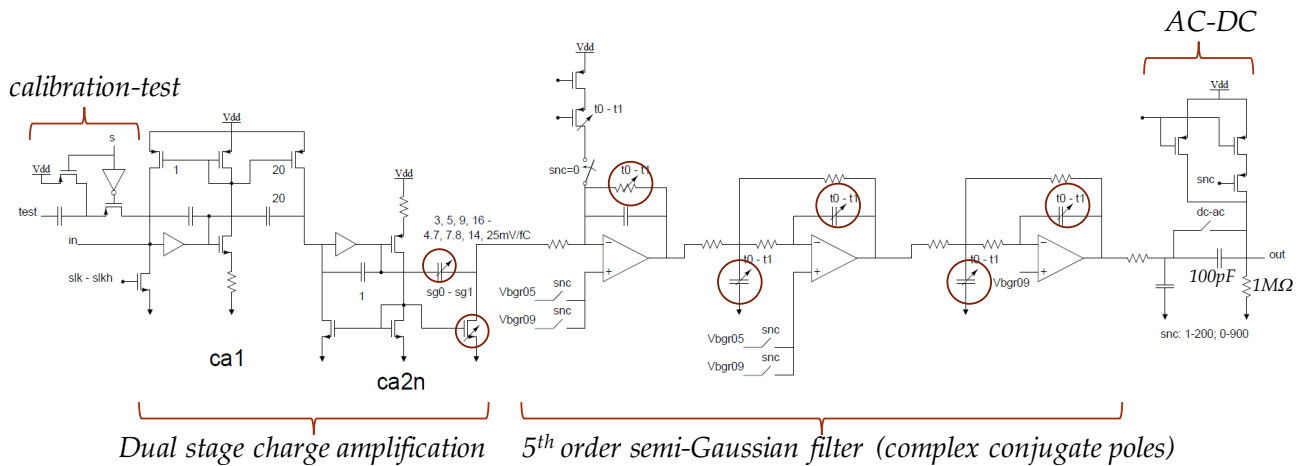 AC-DC
calibration-test
Vdd
s
Vdd
1
20
20
test
in
slk - slkh
ca1
Vdd
3, 5, 9, 16 -
4.7, 7.8, 14, 25mV/fC
1
sg0 - sg1
ca2n
Vdd
t0 - t1
snc=0
t0 - t1
−
+
snc
Vbgr05
snc
Vbgr09
t0 - t1
t0 - t1
−
+
snc
Vbgr05
snc
Vbgr09
t0 - t1
t0 - t1
−
+
Vbgr09
Vdd
snc
dc-ac
out
100pF
1MΩ
snc: 1-200; 0-900
Dual stage charge amplification
5th order semi-Gaussian filter (complex conjugate poles)